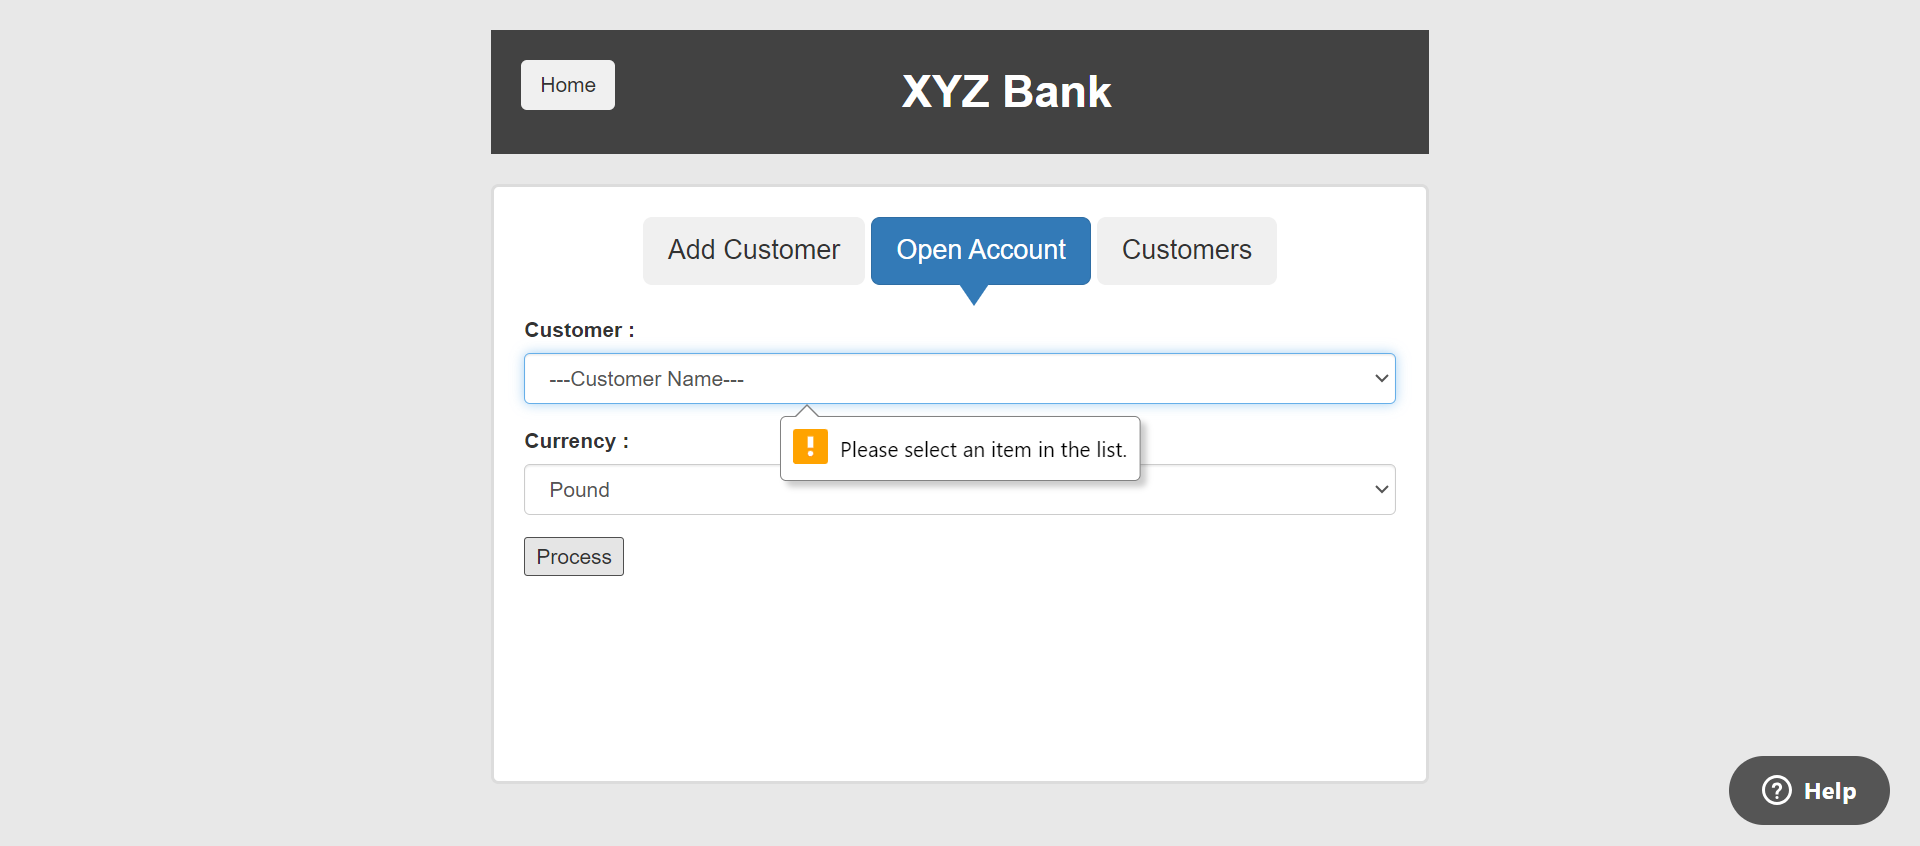 Home
XYZ Bank
Add Customer
Open Account
Customers
Customer :
---Customer Name---
Please select an item in the list.
Currency :
Pound
Process
Help